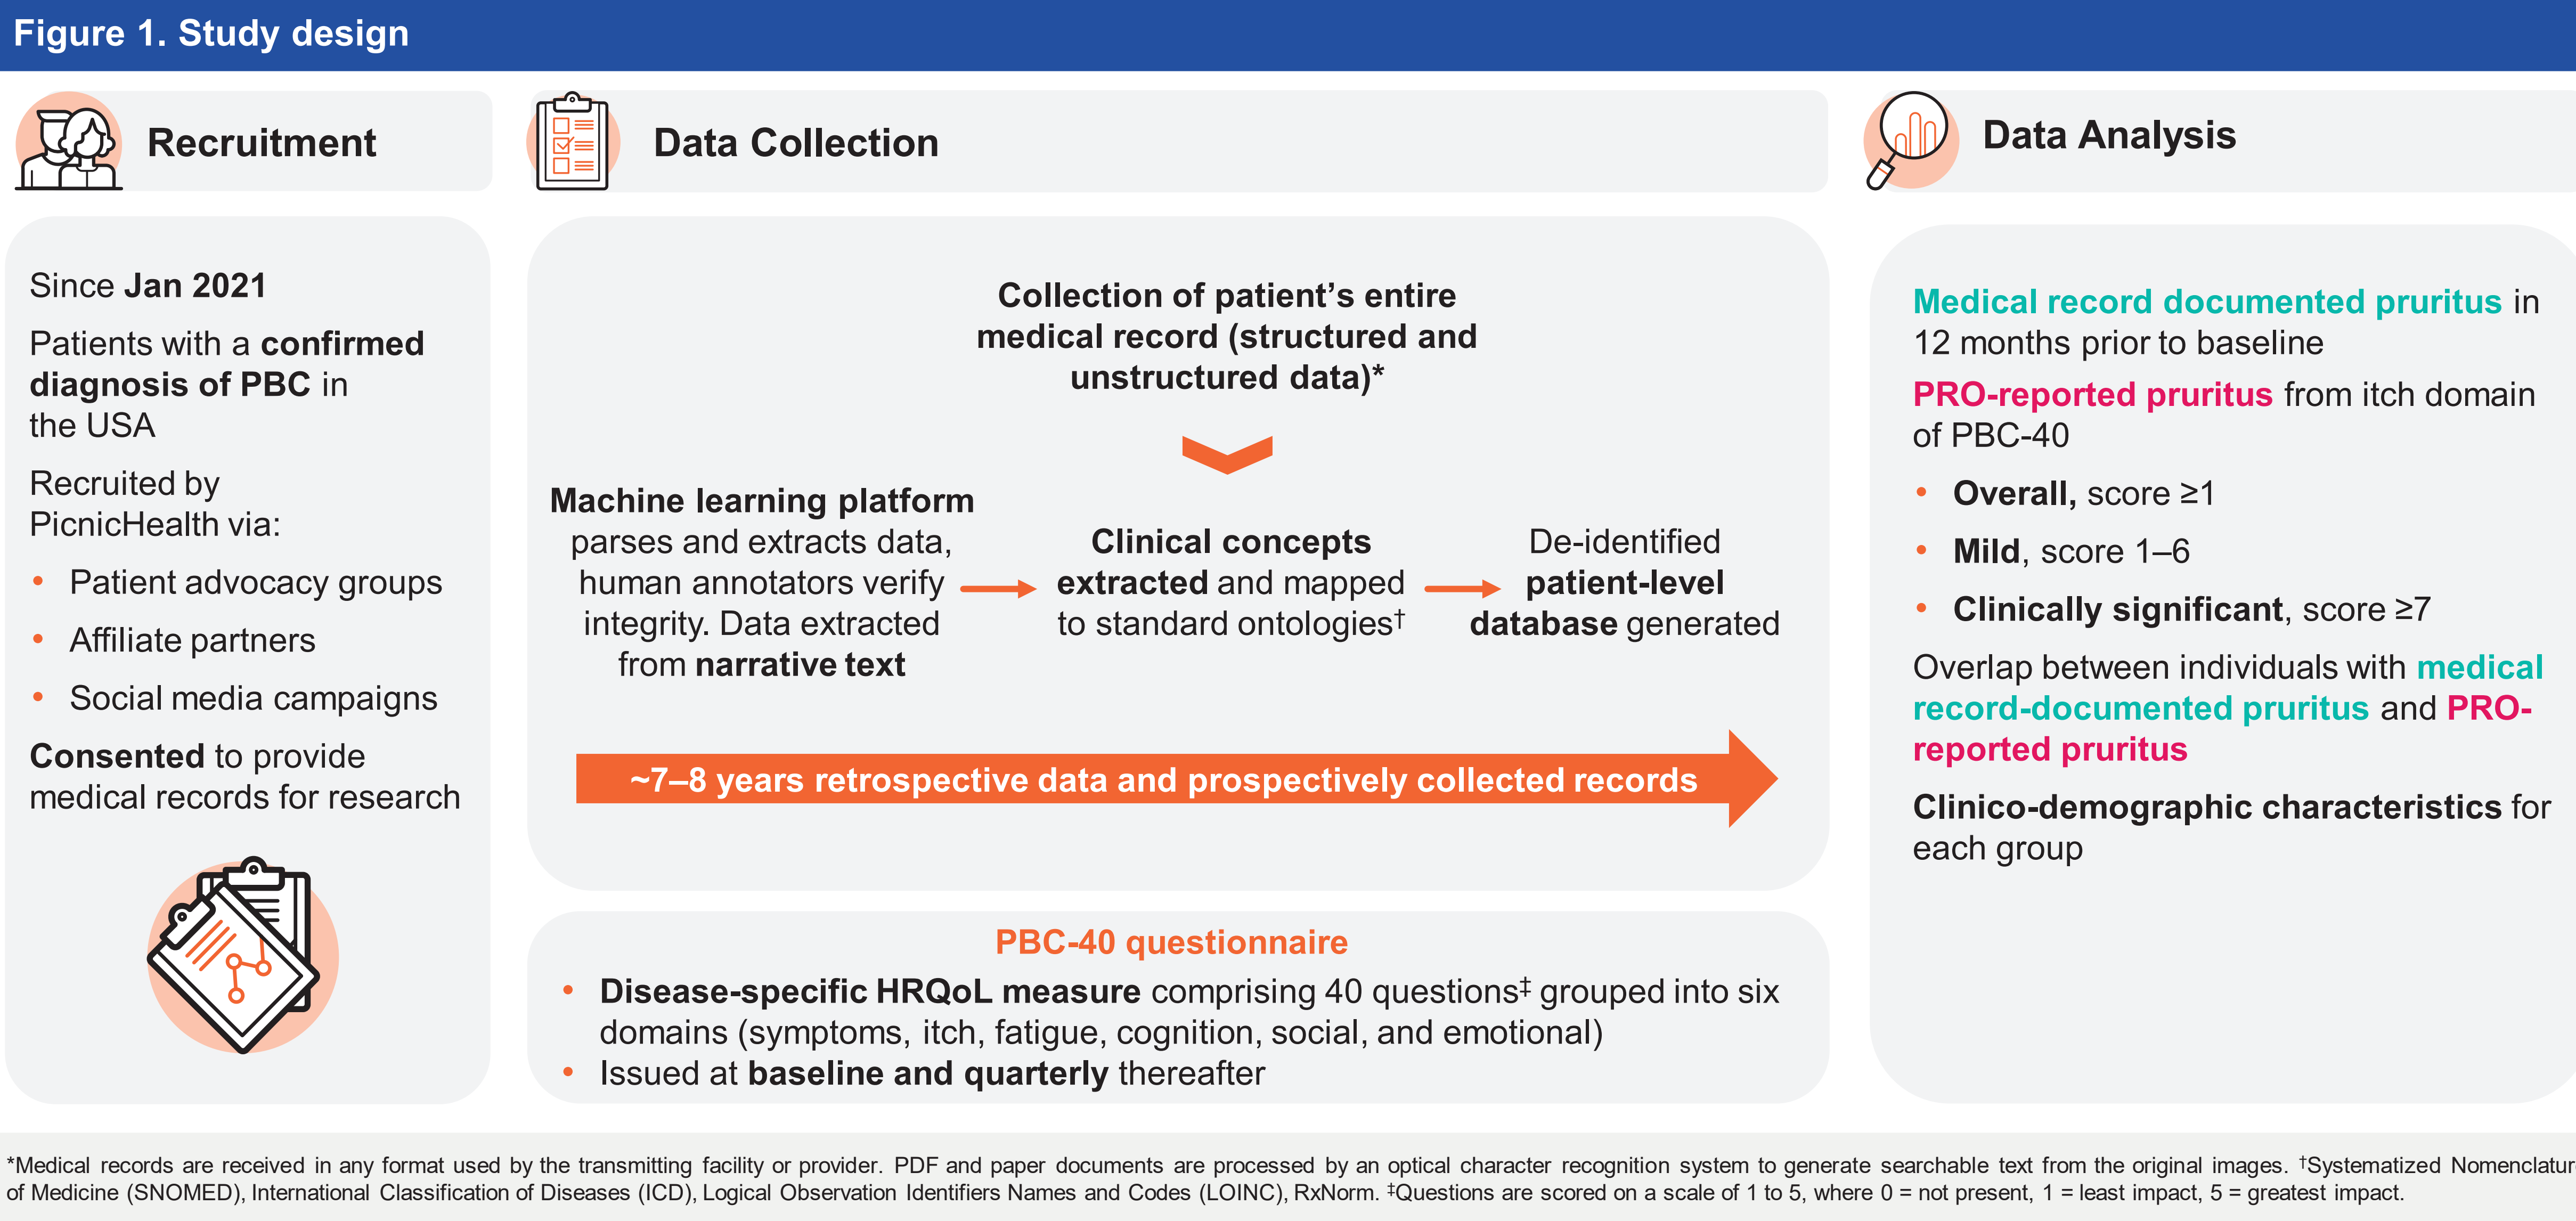 Figure 1. Study design
Recruitment
Since Jan 2021
Patients with a confirmed
diagnosis of PBC in
the USA
Recruited by
PicnicHealth via:
• Patient advocacy groups
• Affiliate partners
• Social media campaigns
Consented to provide
medical records for research
Data Collection
Collection of patient’s entire
medical record (structured and
unstructured data)*
Machine learning platform
parses and extracts data,
human annotators verify
integrity. Data extracted
from narrative text
Clinical concepts
extracted and mapped
to standard ontologies†
De-identified
patient-level
database generated
~7–8 years retrospective data and prospectively collected records
PBC-40 questionnaire
• Disease-specific HRQoL measure comprising 40 questions‡ grouped into six
domains (symptoms, itch, fatigue, cognition, social, and emotional)
• Issued at baseline and quarterly thereafter
Data Analysis
Medical record documented pruritus in
12 months prior to baseline
PRO-reported pruritus from itch domain
of PBC-40
• Overall, score ≥1
• Mild, score 1–6
• Clinically significant, score ≥7
Overlap between individuals with medical
record-documented pruritus and PRO-
reported pruritus
Clinico-demographic characteristics for
each group
*Medical records are received in any format used by the transmitting facility or provider. PDF and paper documents are processed by an optical character recognition system to generate searchable text from the original images. †Systematized Nomenclatur
of Medicine (SNOMED), International Classification of Diseases (ICD), Logical Observation Identifiers Names and Codes (LOINC), RxNorm. ‡Questions are scored on a scale of 1 to 5, where 0 = not present, 1 = least impact, 5 = greatest impact.